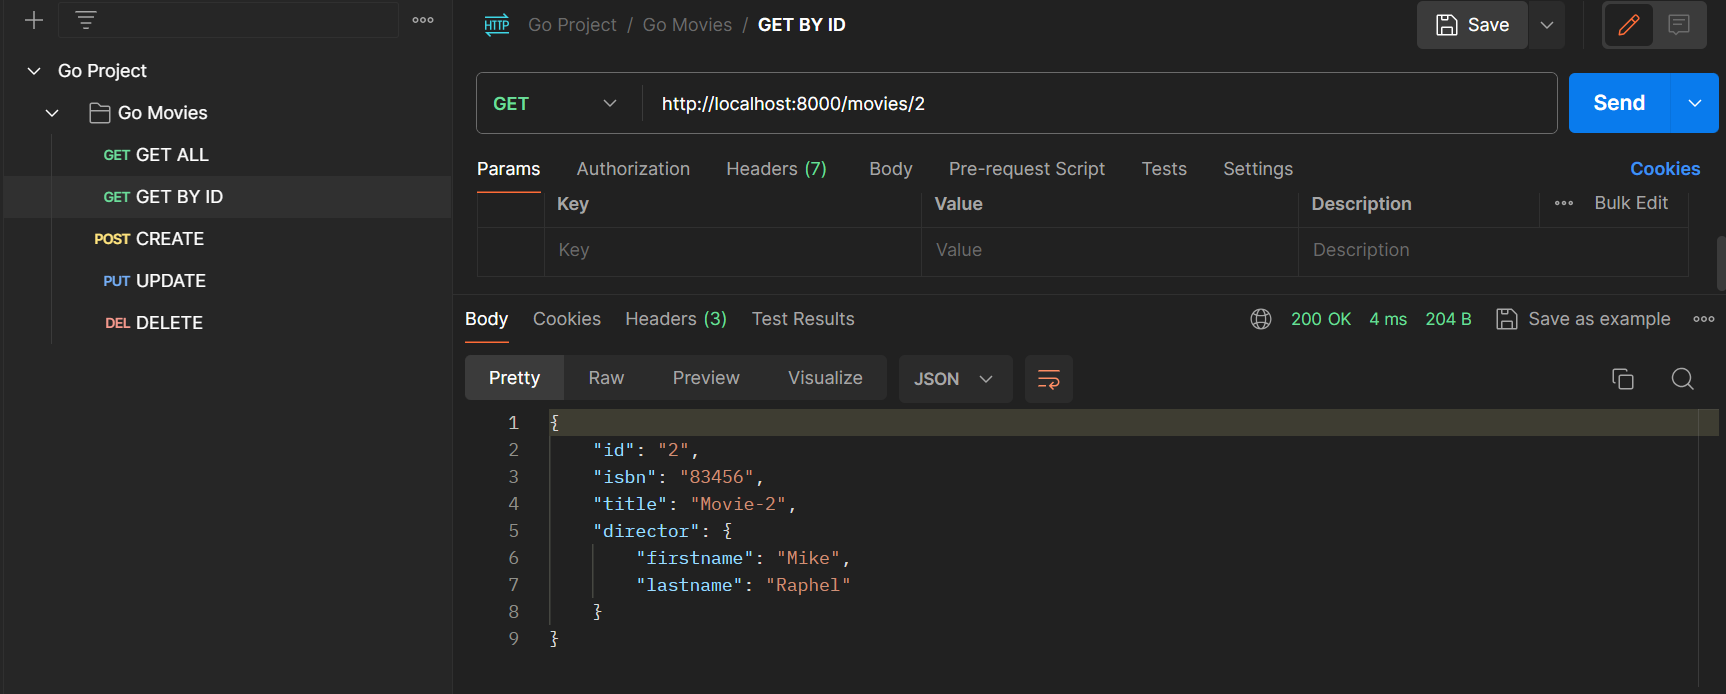 Go Project
Go Movies
GET GET ALL
GET GET BY ID
POST CREATE
PUT UPDATE
DEL DELETE
HTTP Go Project / Go Movies / GET BY ID
Save
GET http://localhost:8000/movies/2
Send
Params Authorization Headers (7) Body Pre-request Script Tests Settings Cookies
Key Value Description Bulk Edit
Key Value Description
Body Cookies Headers (3) Test Results 200 OK 4 ms 204 B Save as example
Pretty Raw Preview Visualize JSON
1 {
2 "id": "2",
3 "isbn": "83456",
4 "title": "Movie-2",
5 "director": {
6 "firstname": "Mike",
7 "lastname": "Raphel"
8 }
9 }